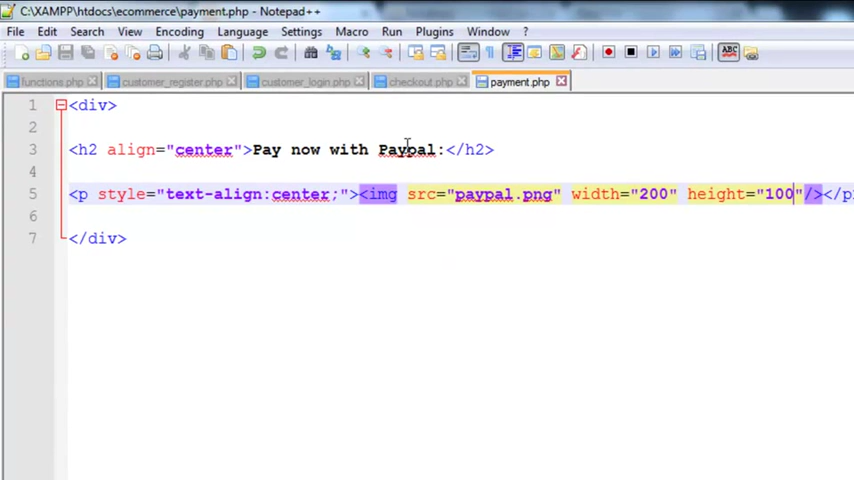 C:\XAMPP\htdocs\ecommerce\payment.php - Notepad++
File Edit Search View Encoding Language Settings Macro Run Plugins Window ?
functions.php customer_register.php customer_login.php checkout.php payment.php
1 <div>
2
3 <h2 align="center">Pay now with Paypal:</h2>
4
5 <p style="text-align:center;"><img src="paypal.png" width="200" height="100"/></p
6
7 </div>